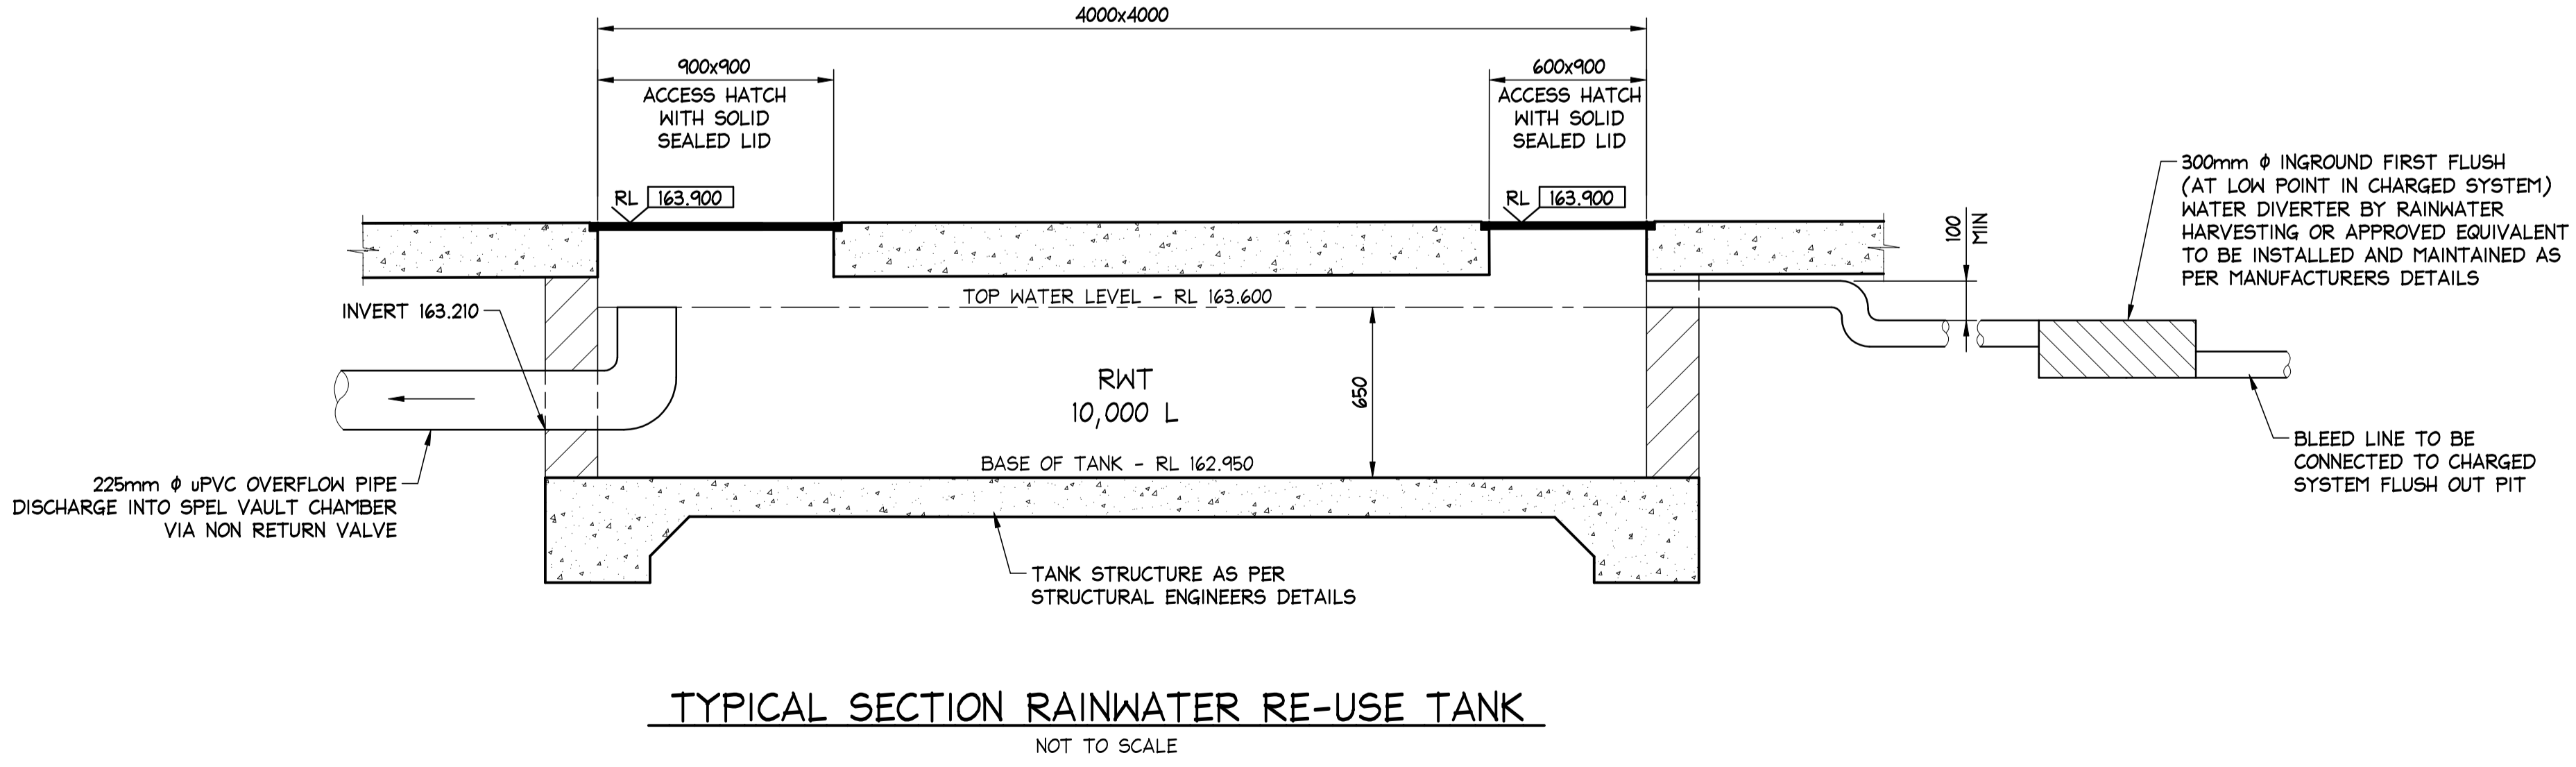 4000x4000
900x900
ACCESS HATCH
WITH SOLID
SEALED LID
600x900
ACCESS HATCH
WITH SOLID
SEALED LID
RL 163.900
RL 163.900
100
MIN
300mm ϕ INGROUND FIRST FLUSH
(AT LOW POINT IN CHARGED SYSTEM)
WATER DIVERTER BY RAINWATER
HARVESTING OR APPROVED EQUIVALENT
TO BE INSTALLED AND MAINTAINED AS
PER MANUFACTURERS DETAILS
TOP WATER LEVEL - RL 163.600
INVERT 163.210
RWT
10,000 L
650
BASE OF TANK - RL 162.950
BLEED LINE TO BE
CONNECTED TO CHARGED
SYSTEM FLUSH OUT PIT
225mm ϕ uPVC OVERFLOW PIPE
DISCHARGE INTO SPEL VAULT CHAMBER
VIA NON RETURN VALVE
TANK STRUCTURE AS PER
STRUCTURAL ENGINEERS DETAILS
TYPICAL SECTION RAINWATER RE-USE TANK
NOT TO SCALE